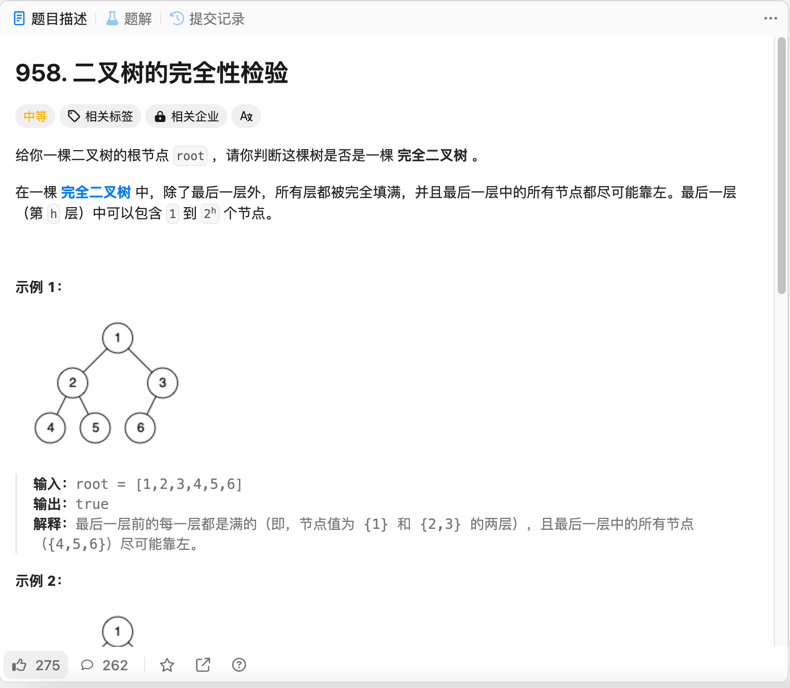 题目描述 题解 提交记录
958. 二叉树的完全性检验
中等 相关标签 相关企业 Aż
给你一棵二叉树的根节点 root ，请你判断这棵树是否是一棵 完全二叉树 。
在一棵 完全二叉树 中，除了最后一层外，所有层都被完全填满，并且最后一层中的所有节点都尽可能靠左。最后一层
（第 h 层）中可以包含 1 到 2ʰ 个节点。
示例 1：
1
2 3
4 5 6
输入：root = [1,2,3,4,5,6]
输出：true
解释：最后一层前的每一层都是满的（即，节点值为 {1} 和 {2,3} 的两层），且最后一层中的所有节点
（{4,5,6}）尽可能靠左。
示例 2：
1
275 262